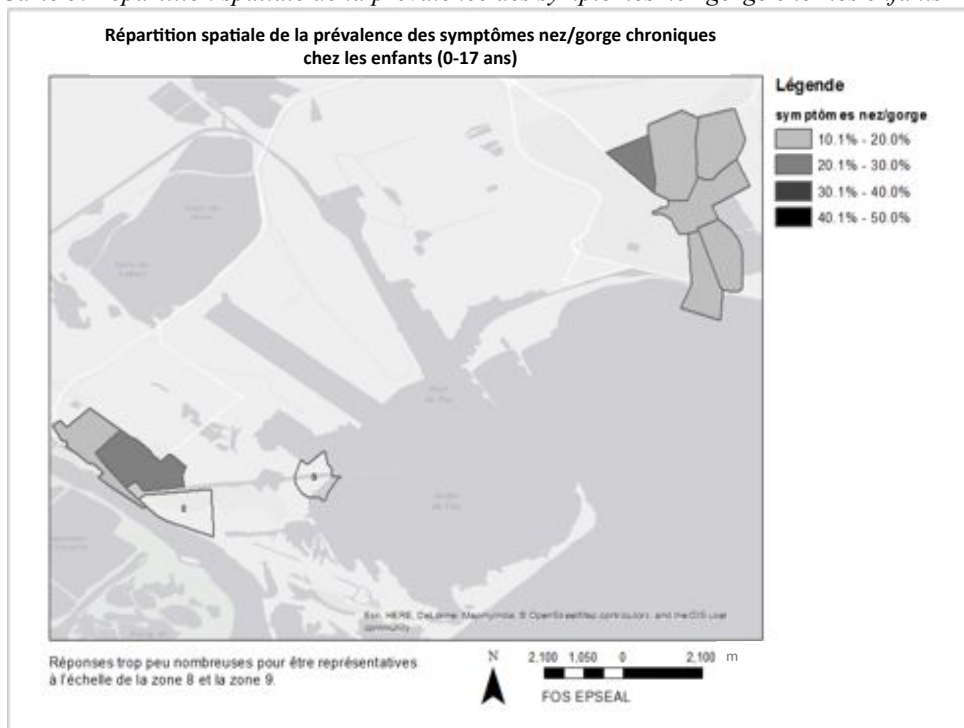 Répartition spatiale de la prévalence des symptômes nez/gorge chroniques
chez les enfants (0-17 ans)
Légende
symptômes nez/gorge
10.1% - 20.0%
20.1% - 30.0%
30.1% - 40.0%
40.1% - 50.0%
9
8
Esri, HERE, DeLorme, MapmyIndia, © OpenStreetMap contributors, and the GIS user
community
Réponses trop peu nombreuses pour être représentatives
à l'échelle de la zone 8 et la zone 9.
N
2.100 1.050 0 2.100 m
FOS EPSEAL